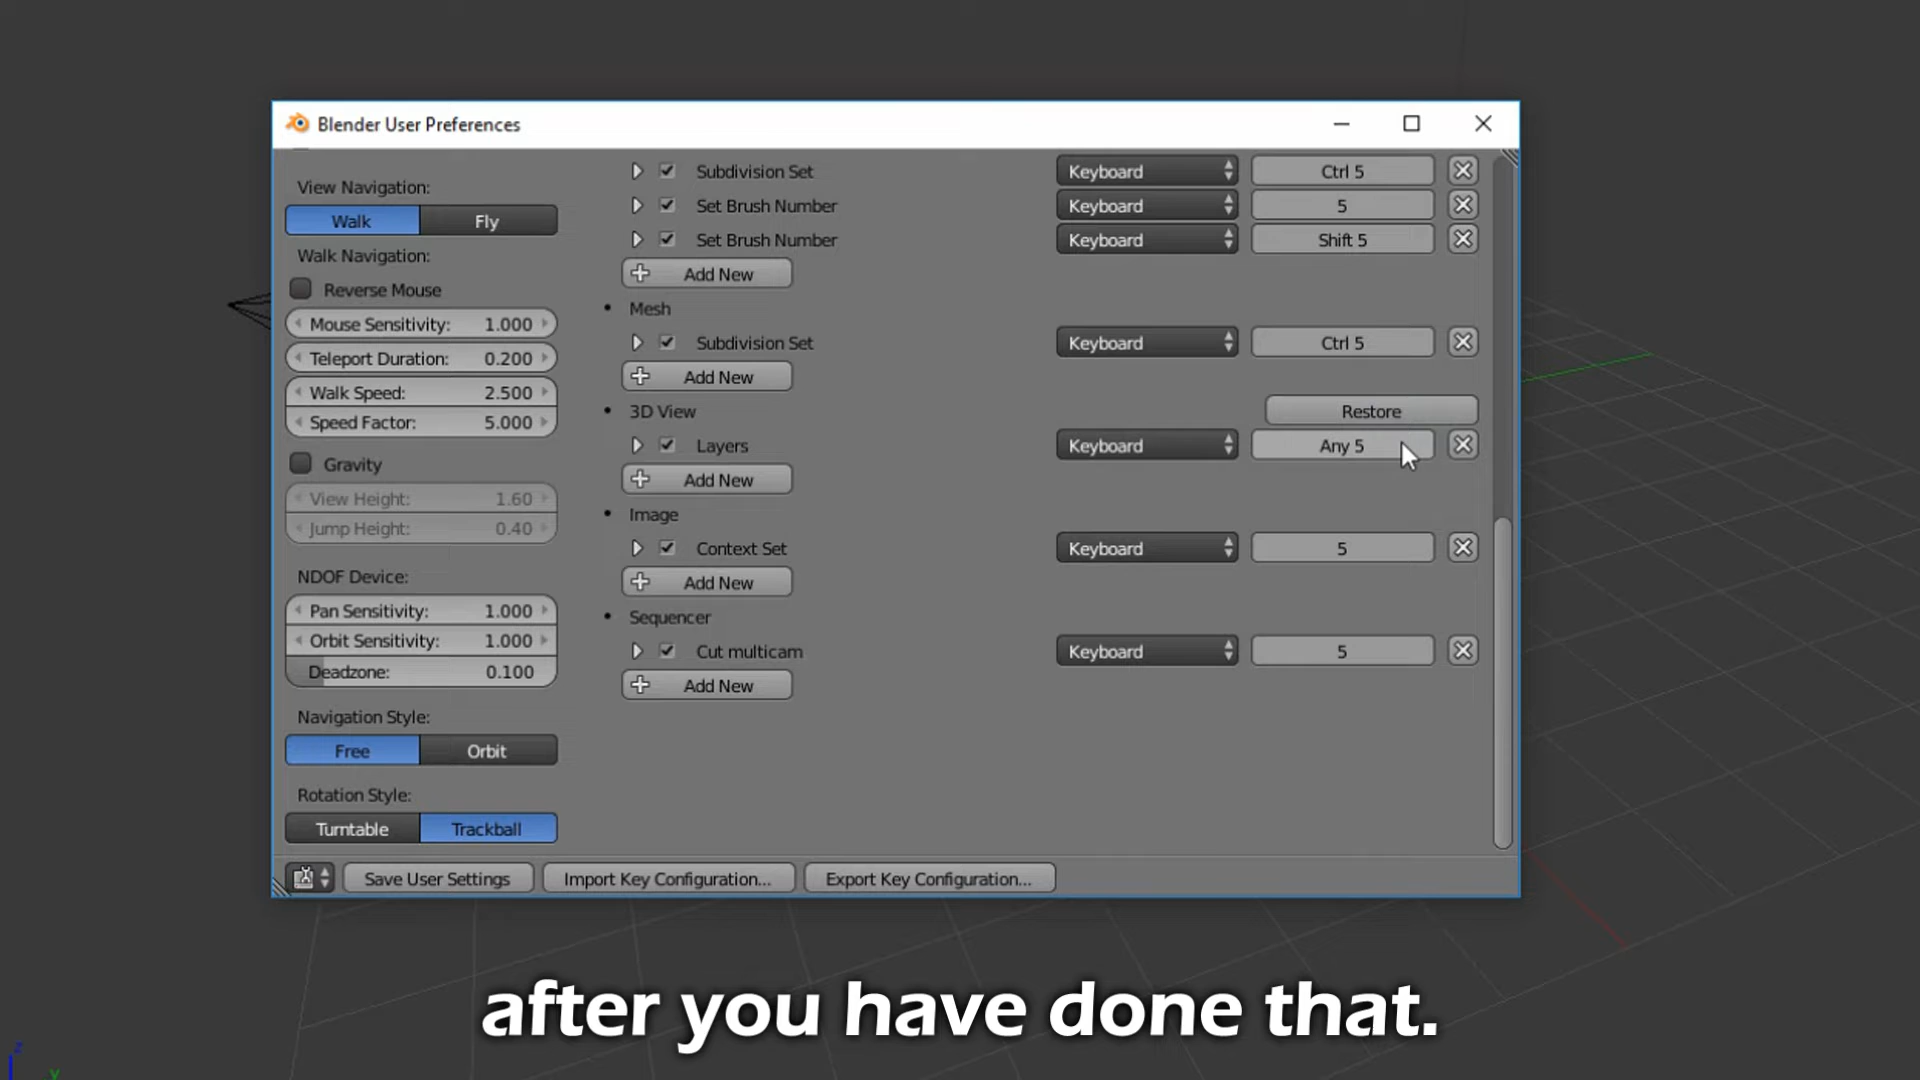 Blender User Preferences
View Navigation:
Walk Fly
Walk Navigation:
Reverse Mouse
Mouse Sensitivity: 1.000
Teleport Duration: 0.200
Walk Speed: 2.500
Speed Factor: 5.000
Gravity
View Height: 1.60
Jump Height: 0.40
NDOF Device:
Pan Sensitivity: 1.000
Orbit Sensitivity: 1.000
Deadzone: 0.100
Navigation Style:
Free Orbit
Rotation Style:
Turntable Trackball
Subdivision Set Keyboard Ctrl 5
Set Brush Number Keyboard 5
Set Brush Number Keyboard Shift 5
Add New
Mesh
Subdivision Set Keyboard Ctrl 5
Add New
3D View Restore
Layers Keyboard Any 5
Add New
Image
Context Set Keyboard 5
Add New
Sequencer
Cut multicam Keyboard 5
Add New
Save User Settings Import Key Configuration... Export Key Configuration...
after you have done that.
z
y